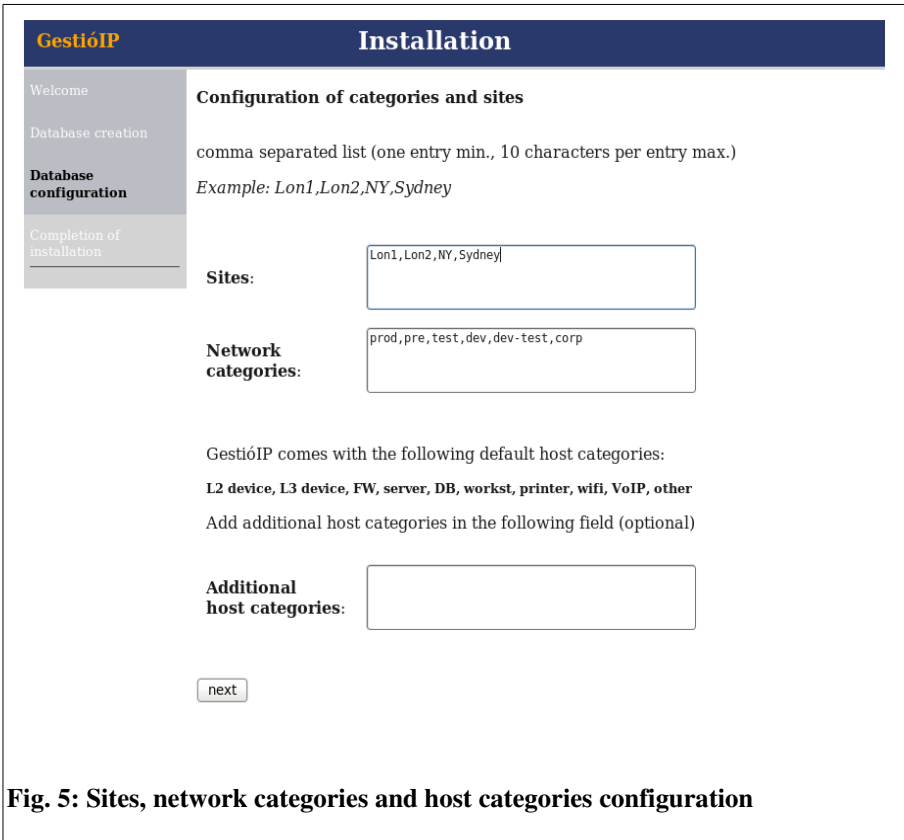 GestióIP
Installation
Welcome
Database creation
Database
configuration
Completion of
installation
Configuration of categories and sites
comma separated list (one entry min., 10 characters per entry max.)
Example: Lon1,Lon2,NY,Sydney
Sites:
Lon1,Lon2,NY,Sydney
Network
categories:
prod,pre,test,dev,dev-test,corp
GestióIP comes with the following default host categories:
L2 device, L3 device, FW, server, DB, workst, printer, wifi, VoIP, other
Add additional host categories in the following field (optional)
Additional
host categories:
next
Fig. 5: Sites, network categories and host categories configuration